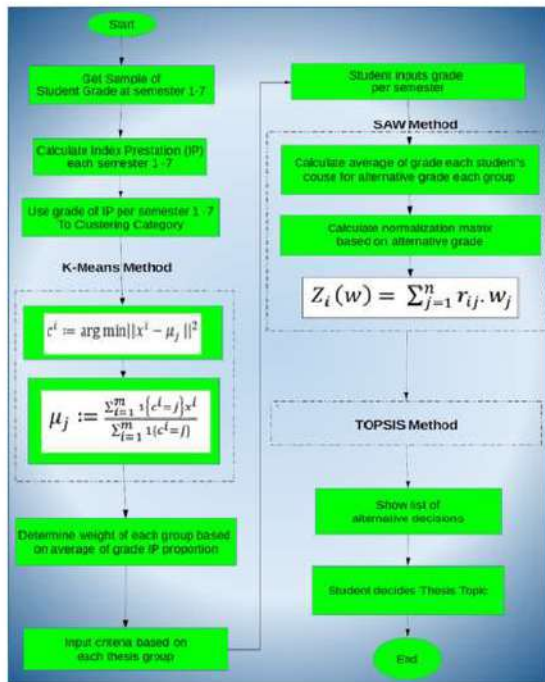 Start
Get Sample of
Student Grade at semester 1-7
Calculate Index Prestation (IP)
each semester 1 -7
Use grade of IP per semester 1 -7
To Clustering Category
K-Means Method
c^i := arg min||x^i − μ_j||^2
μ_j := \frac{∑_{i=1}^m 1{c^i=j}x^i}{∑_{i=1}^m 1{c^i=j}}
Determine weight of each group based
on average of grade IP proportion
Input criteria based on
each thesis group
Student inputs grade
per semester
SAW Method
Calculate average of grade each student's
couse for alternative grade each group
Calculate normalization matrix
based on alternative grade
Z_i(w) = ∑_{j=1}^n r_{ij}.w_j
TOPSIS Method
Show list of
alternative decisions
Student decides Thesis Topic
End